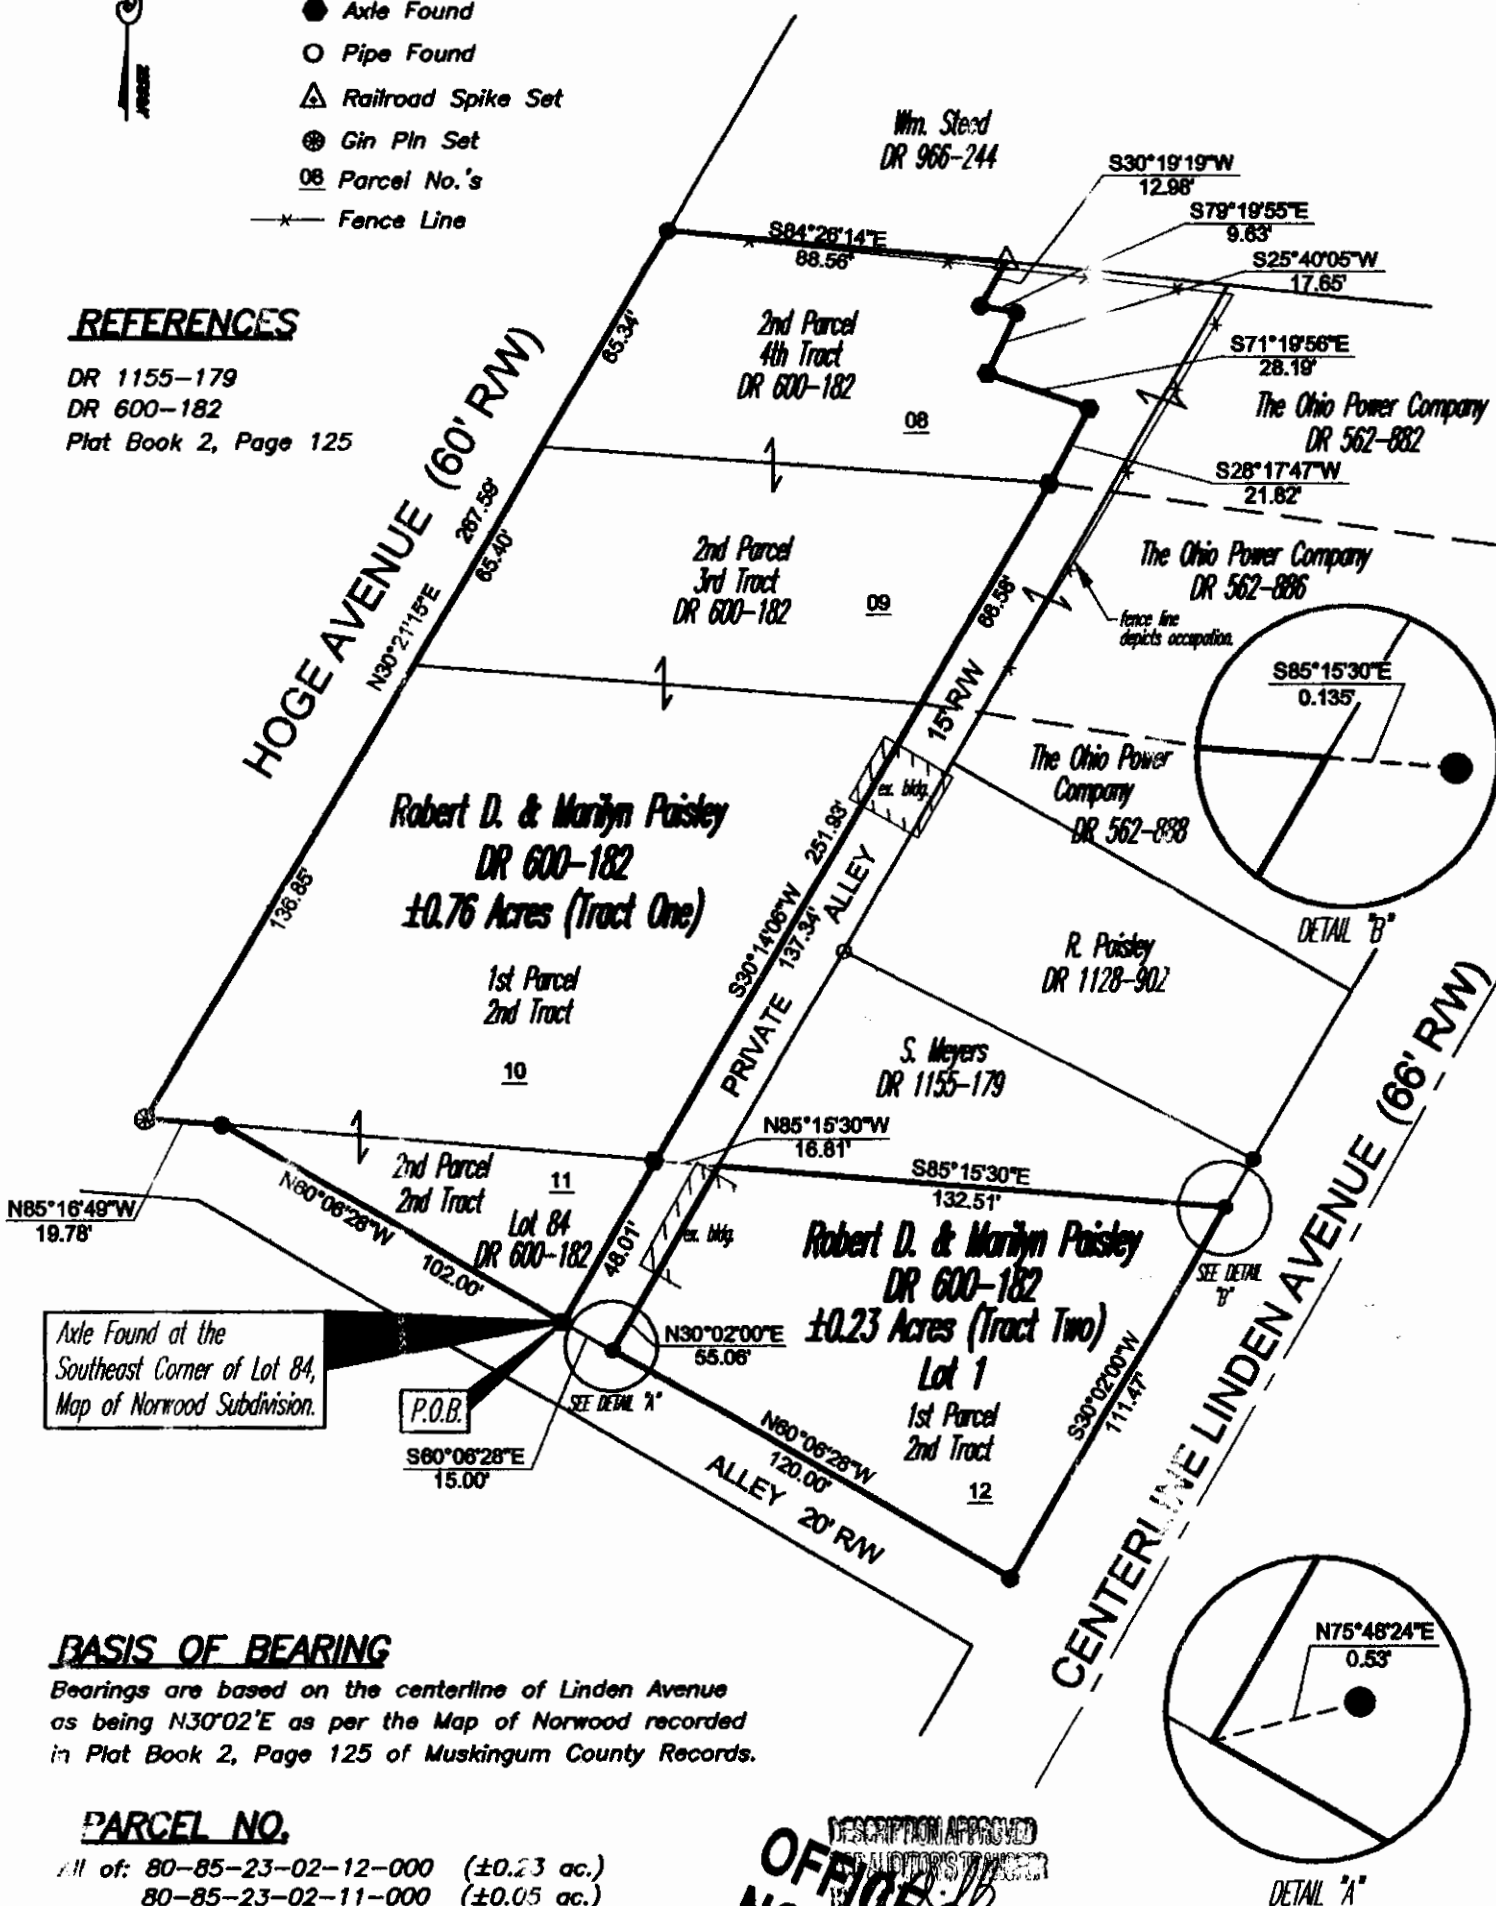 Axle Found
Pipe Found
Railroad Spike Set
Gin Pin Set
08 Parcel No.'s
Fence Line
Wm. Steed
DR 966-244
S30°19'19"W
12.98'
S79°19'55"E
9.63'
S25°40'05"W
17.65'
S84°26'14"E
88.56'
S71°19'56"E
28.19'
REFERENCES
DR 1155-179
DR 600-182
Plat Book 2, Page 125
65.34'
2nd Parcel
4th Tract
DR 600-182
08
The Ohio Power Company
DR 562-882
S28°17'47"W
21.82'
HOGE AVENUE (60' R/W)
267.59'
65.40'
N30°21'15"E
2nd Parcel
3rd Tract
DR 600-182
09
68.58'
The Ohio Power Company
DR 562-886
fence line
depicts occupation.
S85°15'30"E
0.135'
DETAIL "B"
15' R/W
ex. bldg.
The Ohio Power
Company
DR 562-888
Robert D. & Marilyn Paisley
DR 600-182
±0.76 Acres (Tract One)
136.85'
1st Parcel
2nd Tract
10
S30°14'06"W 251.93'
137.34'
PRIVATE ALLEY
R. Paisley
DR 1128-902
S. Meyers
DR 1155-179
N85°15'30"W
16.81'
S85°15'30"E
132.51'
CENTERLINE LINDEN AVENUE (66' R/W)
N85°16'49"W
19.78'
N60°06'28"W
102.00'
2nd Parcel
2nd Tract
11
Lot 84
DR 600-182
48.01'
ex. bldg.
Robert D. & Marilyn Paisley
DR 600-182
±0.23 Acres (Tract Two)
Lot 1
1st Parcel
2nd Tract
12
SEE DETAIL
"B"
S30°02'00"W
111.47'
N30°02'00"E
55.06'
Axle Found at the
Southeast Corner of Lot 84,
Map of Norwood Subdivision.
P.O.B.
SEE DETAIL "A"
S60°06'28"E
15.00'
N60°06'28"W
120.00'
ALLEY 20' R/W
N75°48'24"E
0.53'
DETAIL "A"
BASIS OF BEARING
Bearings are based on the centerline of Linden Avenue
as being N30°02'E as per the Map of Norwood recorded
in Plat Book 2, Page 125 of Muskingum County Records.
PARCEL NO.
All of: 80-85-23-02-12-000 (±0.23 ac.)
80-85-23-02-11-000 (±0.05 ac.)
DESCRIPTION APPROVED
FOR AUDITOR'S TRANSFER